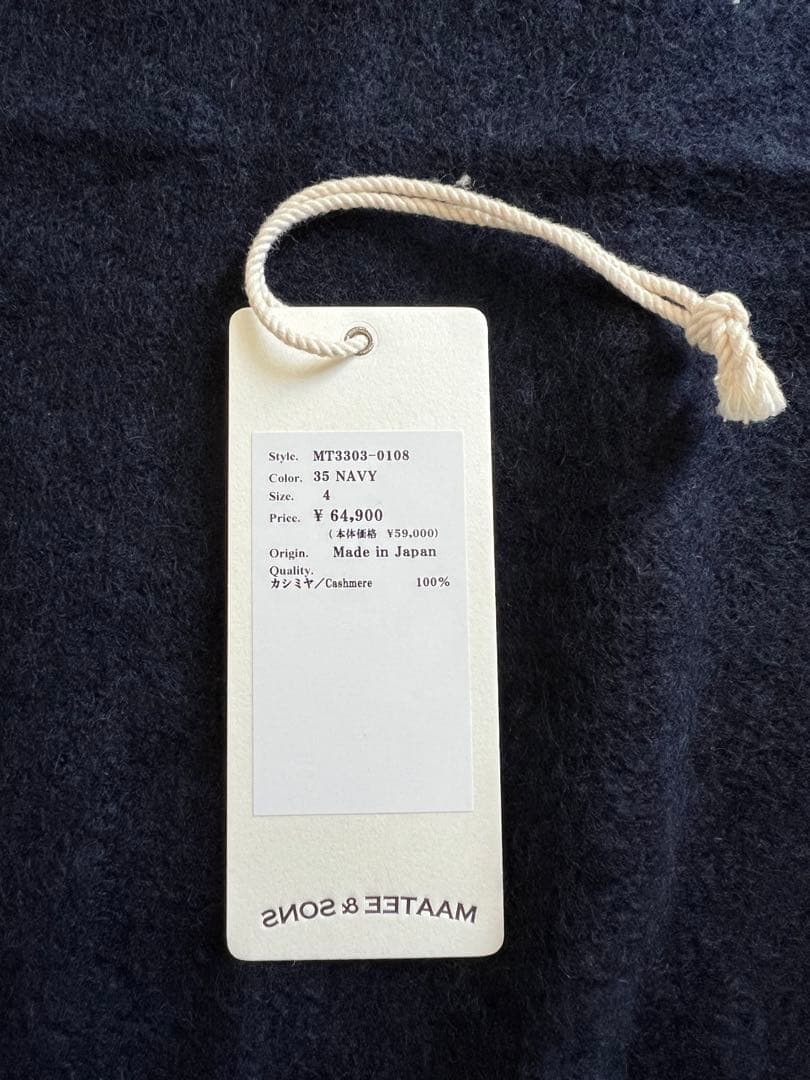 Style. MT3303-0108
Color. 35 NAVY
Size. 4
Price. ¥ 64,900
(本体価格 ¥59,000)
Origin. Made in Japan
Quality.
カシミヤ／Cashmere 100%
MAATEE & SONS